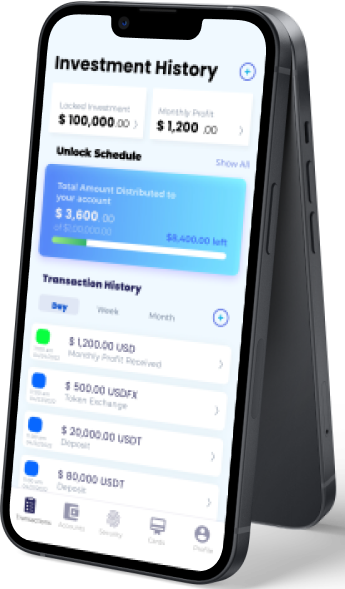 Investment History
Locked Investment
$ 100,000.00
Monthly Profit
$ 1,200 .00
Unlock Schedule
Show All
Total Amount Distributed to
your account
$ 3,600.00
$8,400.00 left
Transaction History
Day
Week
Month
$ 1,200.00 USD
Monthly Profit Received
$ 500.00 USDFX
Token Exchange
$ 20,000.00 USDT
Deposit
$ 80,000 USDT
Deposit
Transactions
Accounts
Security
Cards
Profile